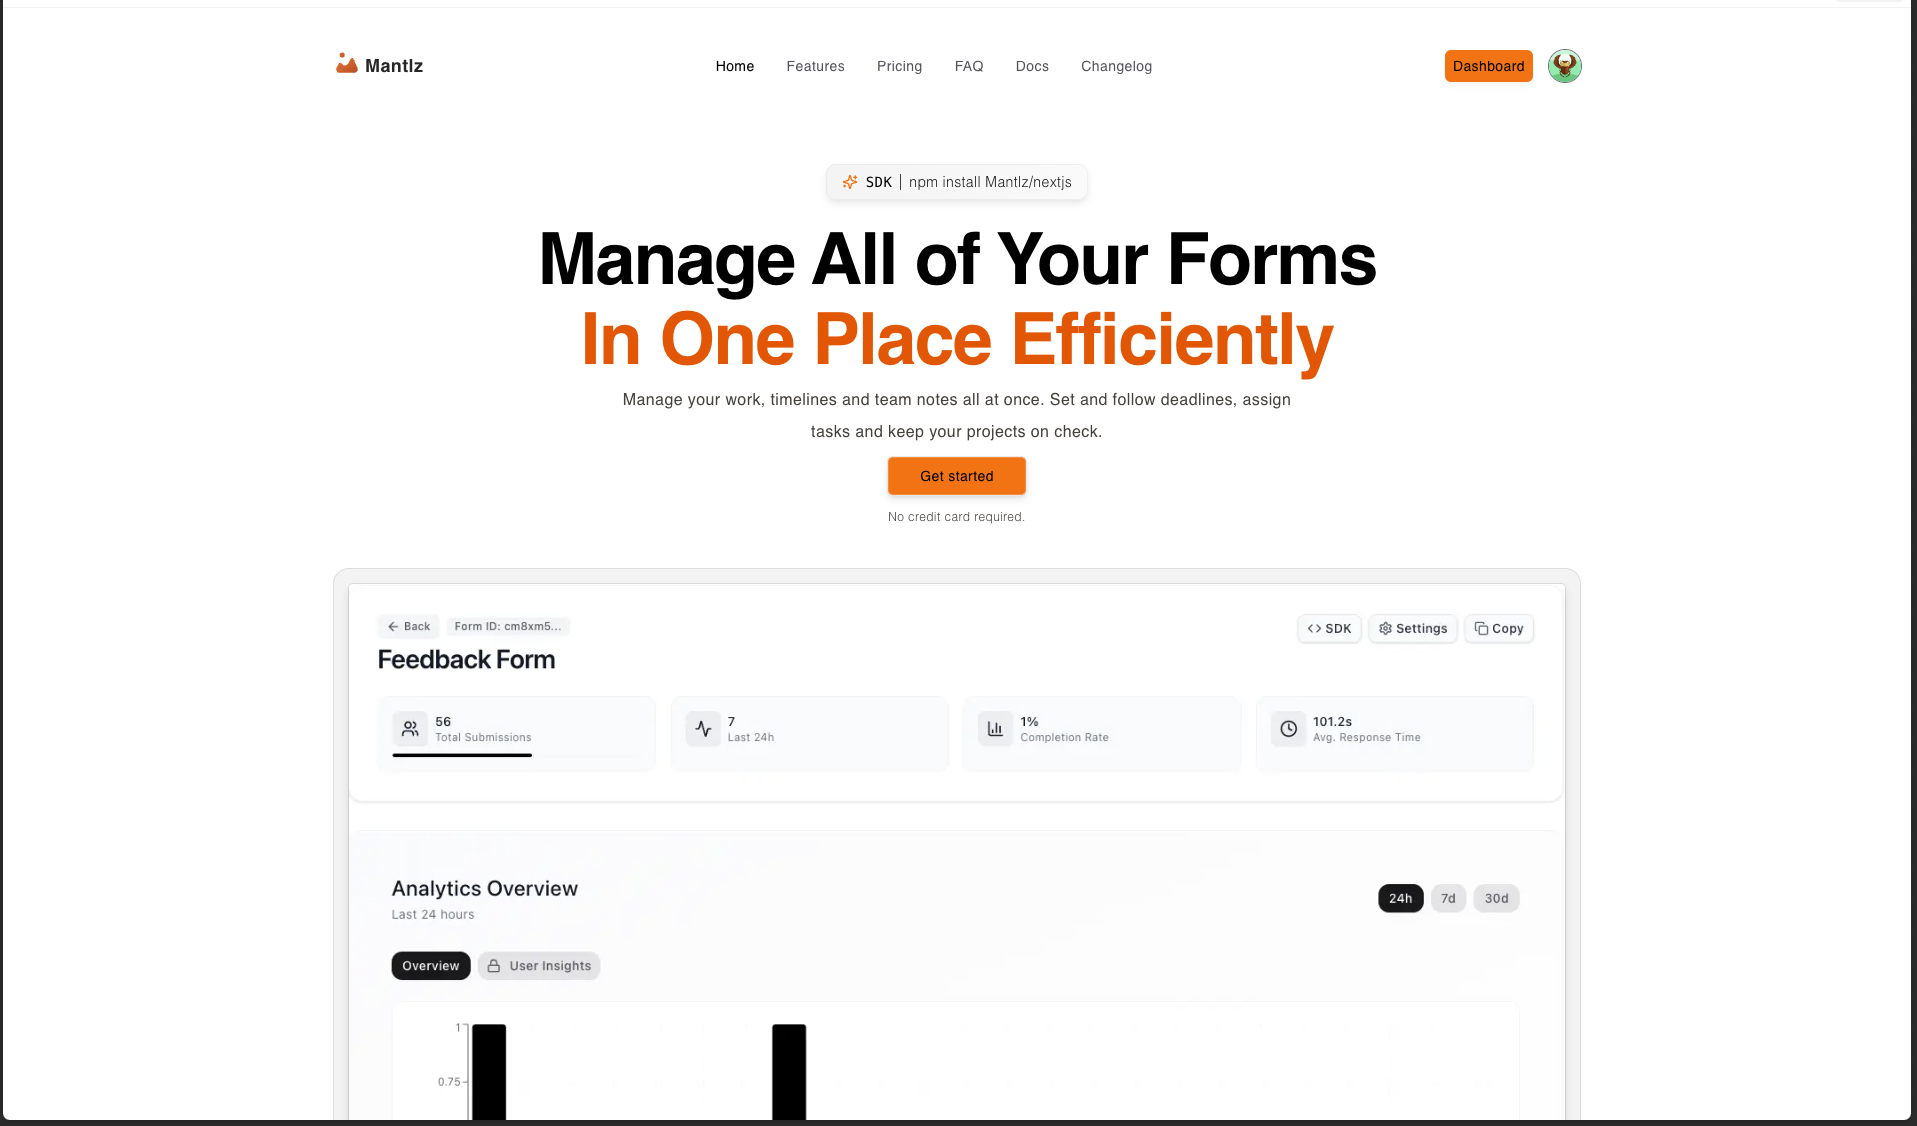 Mantlz
Home Features Pricing FAQ Docs Changelog
Dashboard
SDK | npm install Mantlz/nextjs
Manage All of Your Forms
In One Place Efficiently
Manage your work, timelines and team notes all at once. Set and follow deadlines, assign
tasks and keep your projects on check.
Get started
No credit card required.
Back Form ID: cm8xm5...
SDK Settings Copy
Feedback Form
56
Total Submissions
7
Last 24h
1%
Completion Rate
101.2s
Avg. Response Time
Analytics Overview
Last 24 hours
24h 7d 30d
Overview User Insights
1
0.75